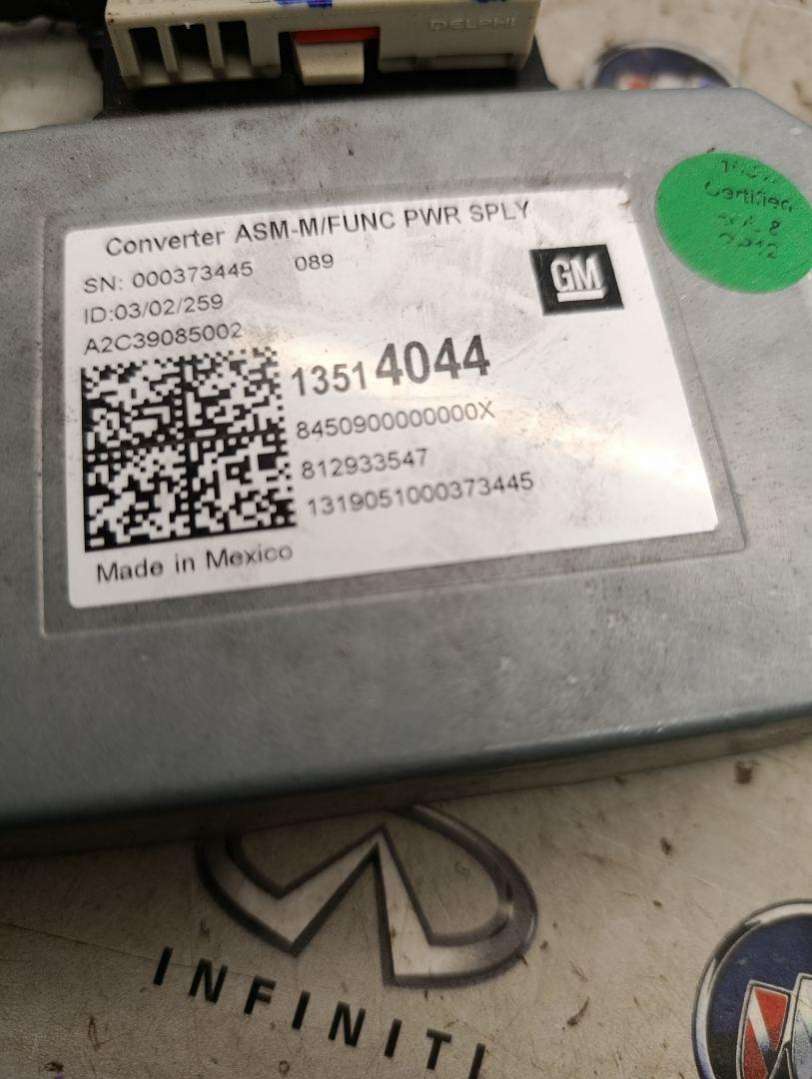 DELPHI
Converter ASM-M/FUNC PWR SPLY
SN: 000373445 089
GM
ID:03/02/259
A2C39085002
13514044
8450900000000X
812933547
1319051000373445
Made in Mexico
Certified
INFINITI